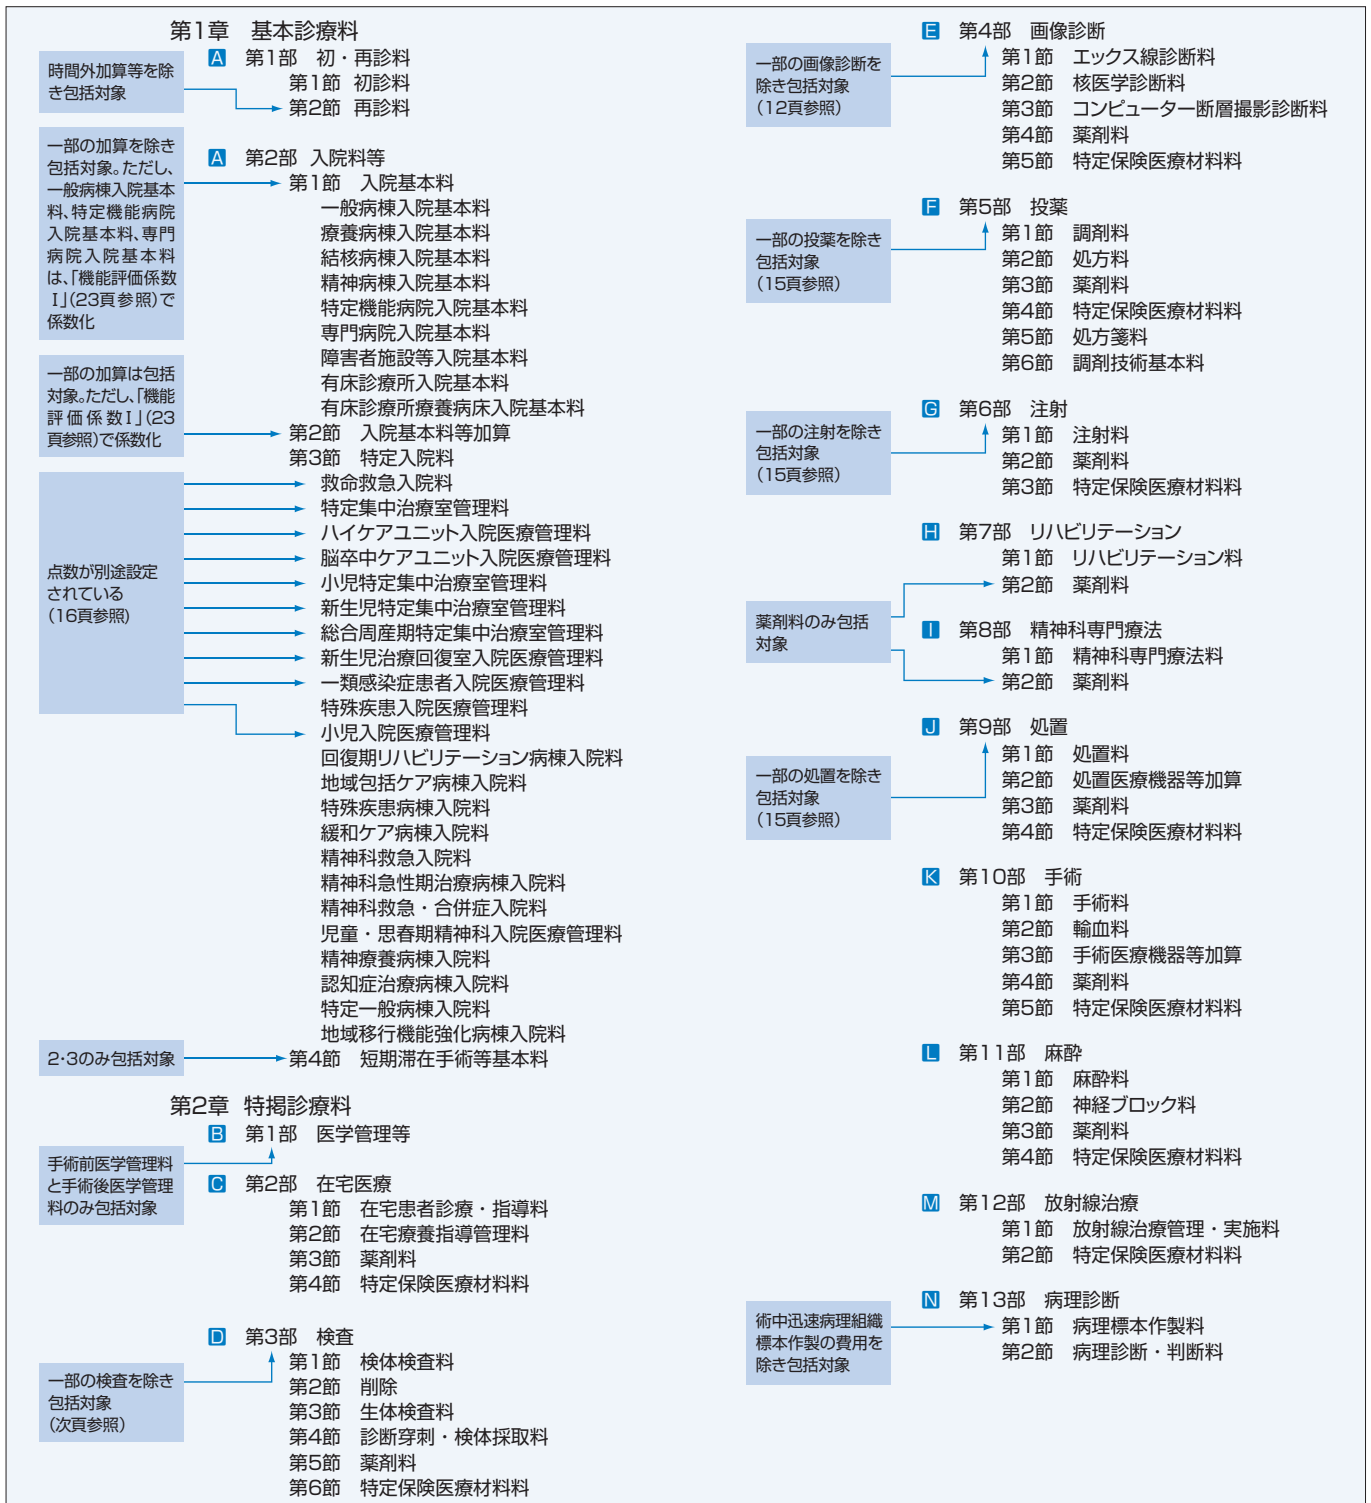 第1章 基本診療料
時間外加算等を除
き包括対象
A 第1部 初・再診料
第1節 初診料
第2節 再診料
一部の加算を除き
包括対象。ただし、
一般病棟入院基本
料、特定機能病院
入院基本料、専門
病院入院基本料
は、「機能評価係数
Ⅰ」(23頁参照)で
係数化
A 第2部 入院料等
第1節 入院基本料
一般病棟入院基本料
療養病棟入院基本料
結核病棟入院基本料
精神病棟入院基本料
特定機能病院入院基本料
専門病院入院基本料
障害者施設等入院基本料
有床診療所入院基本料
有床診療所療養病床入院基本料
一部の加算は包括
対象。ただし、「機能
評価係数Ⅰ」(23
頁参照)で係数化
第2節 入院基本料等加算
第3節 特定入院料
点数が別途設定
されている
(16頁参照)
救命救急入院料
特定集中治療室管理料
ハイケアユニット入院医療管理料
脳卒中ケアユニット入院医療管理料
小児特定集中治療室管理料
新生児特定集中治療室管理料
総合周産期特定集中治療室管理料
新生児治療回復室入院医療管理料
一類感染症患者入院医療管理料
特殊疾患入院医療管理料
小児入院医療管理料
回復期リハビリテーション病棟入院料
地域包括ケア病棟入院料
特殊疾患病棟入院料
緩和ケア病棟入院料
精神科救急入院料
精神科急性期治療病棟入院料
精神科救急・合併症入院料
児童・思春期精神科入院医療管理料
精神療養病棟入院料
認知症治療病棟入院料
特定一般病棟入院料
地域移行機能強化病棟入院料
2・3のみ包括対象
第4節 短期滞在手術等基本料
第2章 特掲診療料
B 第1部 医学管理等
手術前医学管理料
と手術後医学管理
料のみ包括対象
C 第2部 在宅医療
第1節 在宅患者診療・指導料
第2節 在宅療養指導管理料
第3節 薬剤料
第4節 特定保険医療材料料
D 第3部 検査
一部の検査を除き
包括対象
(次頁参照)
第1節 検体検査料
第2節 削除
第3節 生体検査料
第4節 診断穿刺・検体採取料
第5節 薬剤料
第6節 特定保険医療材料料
E 第4部 画像診断
一部の画像診断を
除き包括対象
(12頁参照)
第1節 エックス線診断料
第2節 核医学診断料
第3節 コンピューター断層撮影診断料
第4節 薬剤料
第5節 特定保険医療材料料
F 第5部 投薬
一部の投薬を除き
包括対象
(15頁参照)
第1節 調剤料
第2節 処方料
第3節 薬剤料
第4節 特定保険医療材料料
第5節 処方箋料
第6節 調剤技術基本料
G 第6部 注射
一部の注射を除き
包括対象
(15頁参照)
第1節 注射料
第2節 薬剤料
第3節 特定保険医療材料料
H 第7部 リハビリテーション
第1節 リハビリテーション料
第2節 薬剤料
薬剤料のみ包括
対象
I 第8部 精神科専門療法
第1節 精神科専門療法料
第2節 薬剤料
J 第9部 処置
一部の処置を除き
包括対象
(15頁参照)
第1節 処置料
第2節 処置医療機器等加算
第3節 薬剤料
第4節 特定保険医療材料料
K 第10部 手術
第1節 手術料
第2節 輸血料
第3節 手術医療機器等加算
第4節 薬剤料
第5節 特定保険医療材料料
L 第11部 麻酔
第1節 麻酔料
第2節 神経ブロック料
第3節 薬剤料
第4節 特定保険医療材料料
M 第12部 放射線治療
第1節 放射線治療管理・実施料
第2節 特定保険医療材料料
N 第13部 病理診断
術中迅速病理組織
標本作製の費用を
除き包括対象
第1節 病理標本作製料
第2節 病理診断・判断料